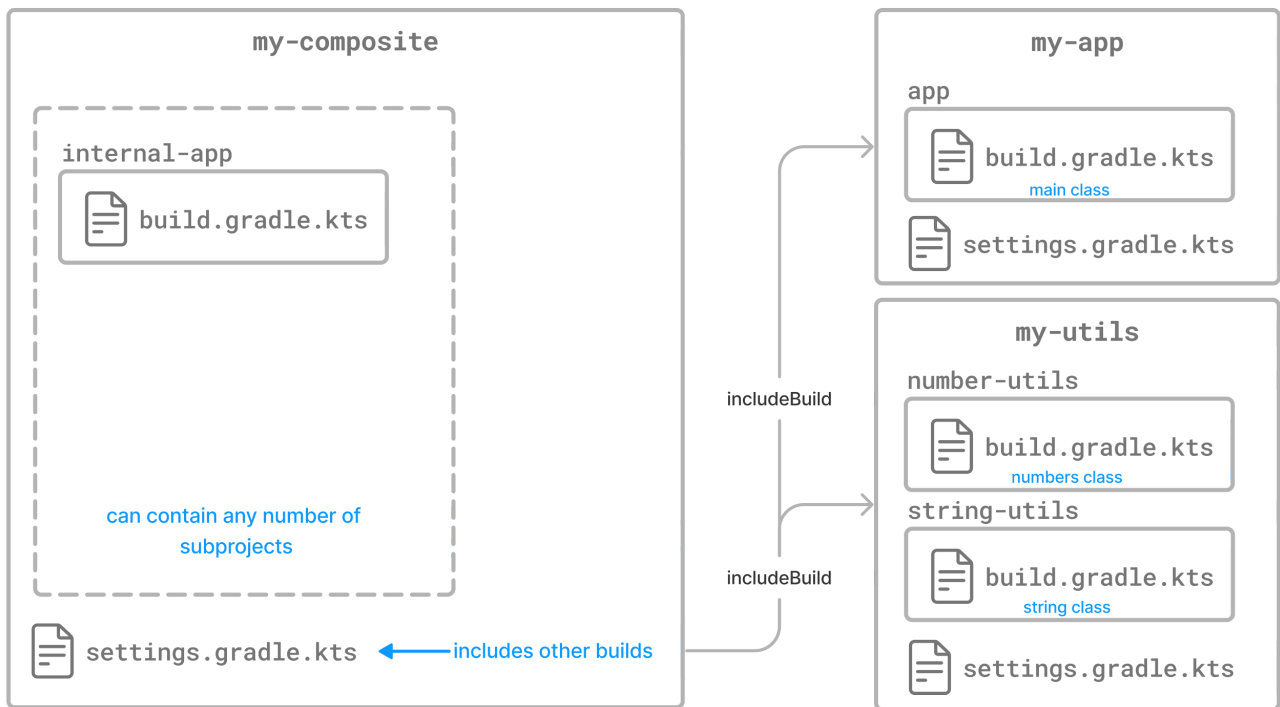 my-composite
internal-app
build.gradle.kts
can contain any number of
subprojects
settings.gradle.kts
includes other builds
includeBuild
includeBuild
my-app
app
build.gradle.kts
main class
settings.gradle.kts
my-utils
number-utils
build.gradle.kts
numbers class
string-utils
build.gradle.kts
string class
settings.gradle.kts